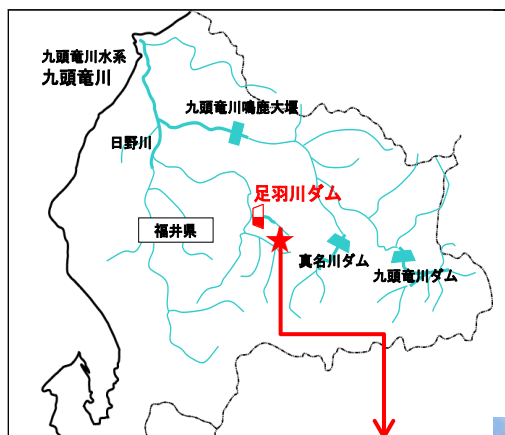 九頭竜川水系
九頭竜川
九頭竜川鳴鹿大堰
日野川
足羽川ダム
福井県
真名川ダム
九頭竜川ダム